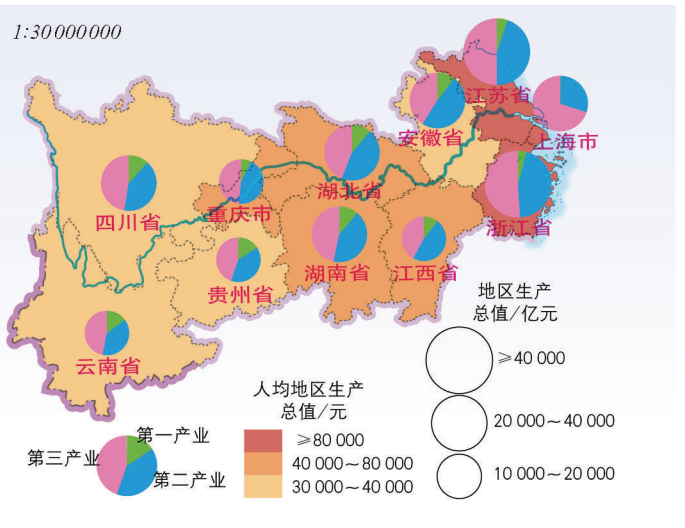 1:30000000
江苏省
安徽省
上海市
湖北省
四川省
重庆市
浙江省
湖南省
江西省
贵州省
云南省
地区生产
总值/亿元
≥40 000
20 000～40 000
10 000～20 000
人均地区生产
总值/元
≥80 000
40 000～80 000
30 000～40 000
第一产业
第三产业
第二产业